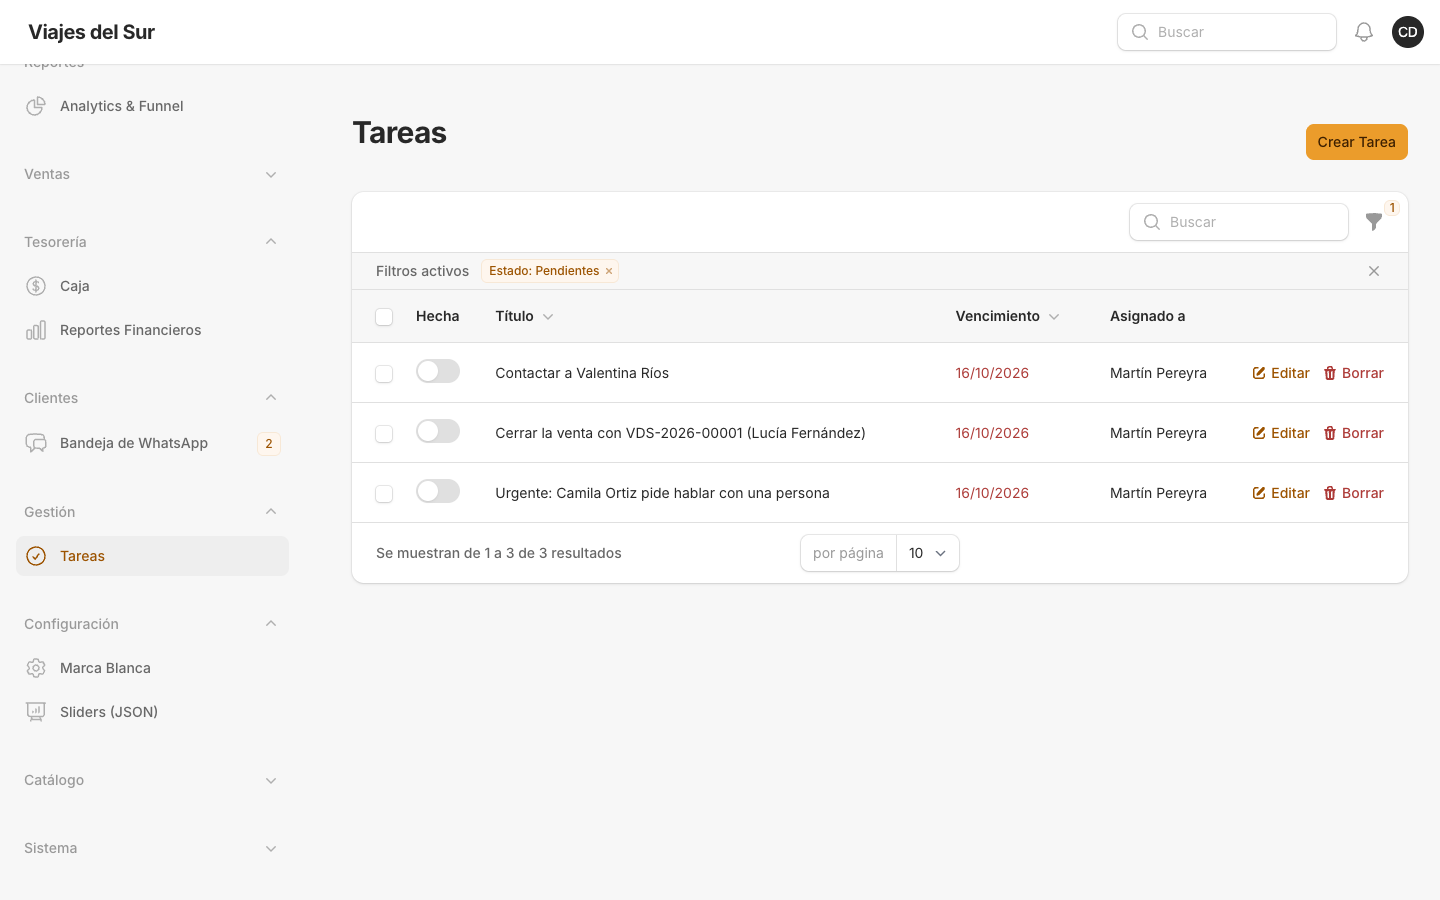 Viajes del Sur
Buscar
CD
Reportes
Analytics & Funnel
Ventas
Tesorería
Caja
Reportes Financieros
Clientes
Bandeja de WhatsApp 2
Gestión
Tareas
Configuración
Marca Blanca
Sliders (JSON)
Catálogo
Sistema
Tareas
Crear Tarea
Buscar
1
Filtros activos Estado: Pendientes ×
Hecha Título Vencimiento Asignado a
Contactar a Valentina Ríos 16/10/2026 Martín Pereyra Editar Borrar
Cerrar la venta con VDS-2026-00001 (Lucía Fernández) 16/10/2026 Martín Pereyra Editar Borrar
Urgente: Camila Ortiz pide hablar con una persona 16/10/2026 Martín Pereyra Editar Borrar
Se muestran de 1 a 3 de 3 resultados por página 10